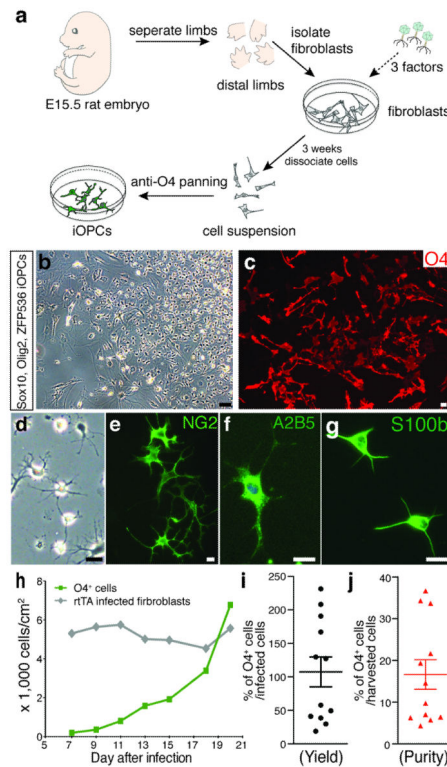 a
seperate limbs
isolate
fibroblasts
distal limbs
3 factors
E15.5 rat embryo
fibroblasts
3 weeks
dissociate cells
anti-O4 panning
iOPCs
cell suspension
Sox10, Olig2, ZFP536 iOPCs
b
c
O4
d
e
NG2
f
A2B5
g
S100b
h
O4⁺ cells
rtTA infected firbroblasts
x 1,000 cells/cm²
8
6
4
2
0
5 7 9 11 13 15 17 19 21
Day after infection
i
% of O4⁺ cells
/infected cells
250
200
150
100
50
0
(Yield)
j
% of O4⁺ cells
/harvested cells
40
30
20
10
0
(Purity)